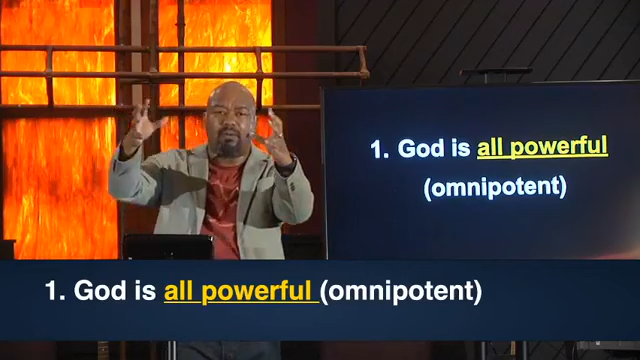 1. God is all powerful
(omnipotent)
1. God is all powerful (omnipotent)